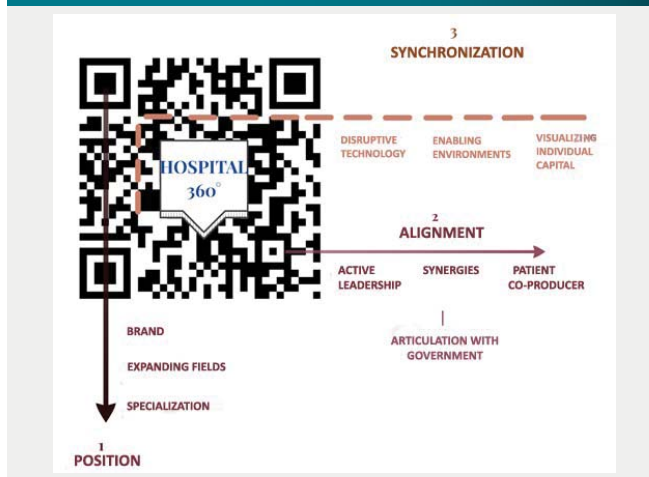 3
SYNCHRONIZATION
DISRUPTIVE
TECHNOLOGY
ENABLING
ENVIRONMENTS
VISUALIZING
INDIVIDUAL
CAPITAL
HOSPITAL
360°
2
ALIGNMENT
ACTIVE
LEADERSHIP
SYNERGIES
PATIENT
CO-PRODUCER
ARTICULATION WITH
GOVERNMENT
BRAND
EXPANDING FIELDS
SPECIALIZATION
1
POSITION